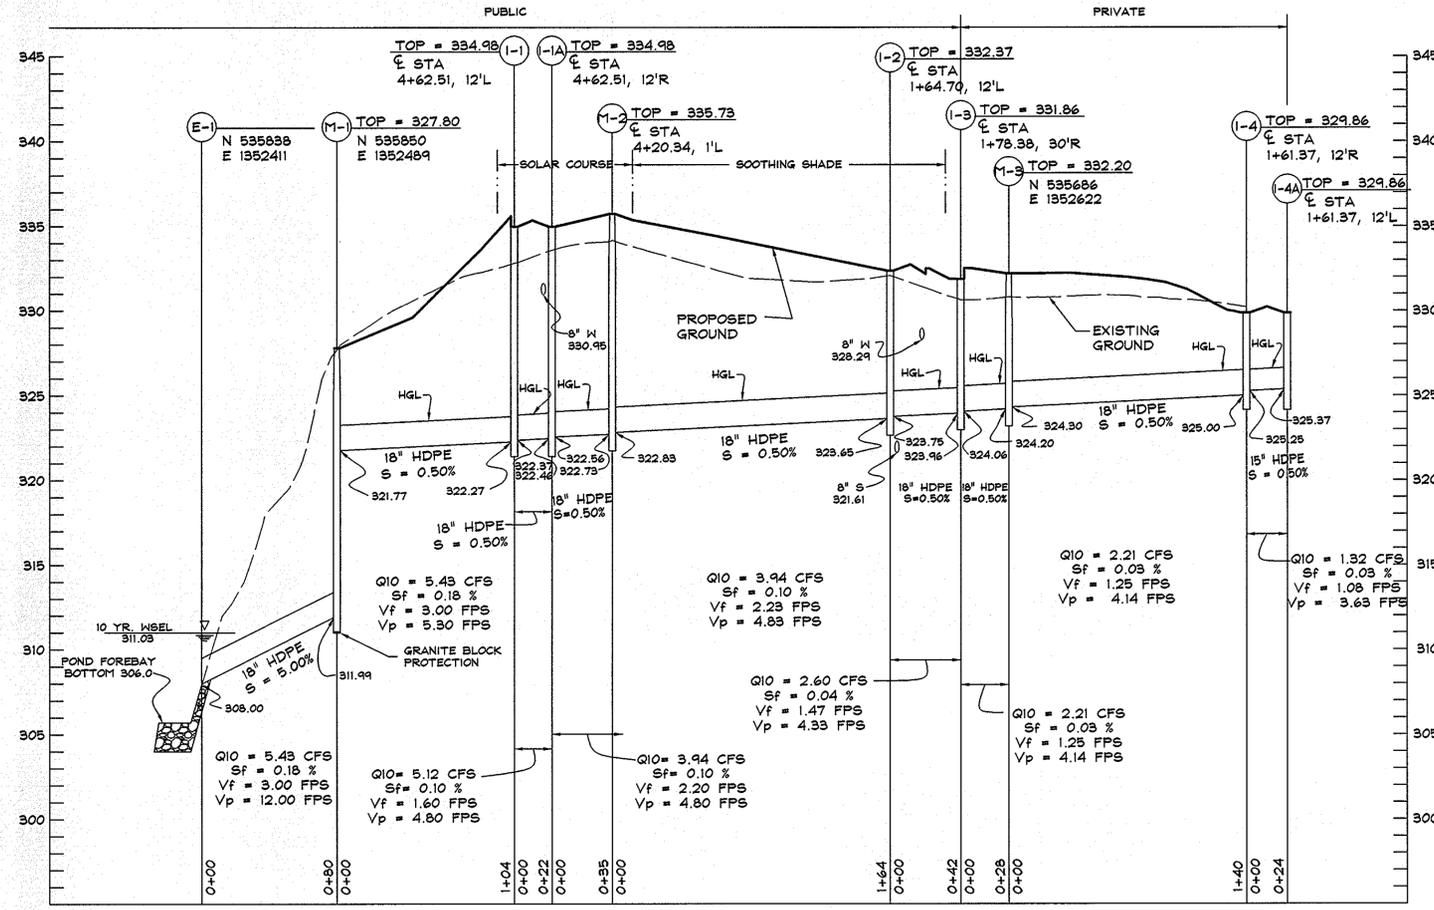 PUBLIC
PRIVATE
345
340
335
330
325
320
315
310
305
300
E-1
N 535838
E 1352411
M-1
TOP = 327.80
N 535850
E 1352489
I-1
TOP = 334.98
℄ STA
4+62.51, 12'L
I-1A
TOP = 334.98
℄ STA
4+62.51, 12'R
M-2
TOP = 335.73
℄ STA
4+20.34, 1'L
SOLAR COURSE
SOOTHING SHADE
I-2
TOP = 332.37
℄ STA
1+64.70, 12'L
I-3
TOP = 331.86
℄ STA
1+78.38, 30'R
M-3
TOP = 332.20
N 535686
E 1352622
I-4
TOP = 329.86
℄ STA
1+61.37, 12'R
I-4A
TOP = 329.86
℄ STA
1+61.37, 12'L
345
340
335
330
325
320
315
310
305
300
PROPOSED
GROUND
EXISTING
GROUND
8" W
330.95
8" W
328.29
HGL
HGL
HGL
HGL
HGL
HGL
HGL
HGL
18" HDPE
S = 0.50%
321.77
322.27
322.37
322.46
322.56
322.73
322.83
18" HDPE
S=0.50%
18" HDPE
S = 0.50%
18" HDPE
S = 0.50%
323.65
323.75
323.96
324.06
324.20
324.30
8" S
321.61
18" HDPE
S=0.50%
18" HDPE
S=0.50%
18" HDPE
S = 0.50%
325.00
325.25
325.37
15" HDPE
S = 0.50%
10 YR. WSEL
311.03
POND FOREBAY
BOTTOM 306.0
18" HDPE
S = 5.00%
308.00
311.99
GRANITE BLOCK
PROTECTION
Q10 = 5.43 CFS
Sf = 0.18 %
Vf = 3.00 FPS
Vp = 12.00 FPS
Q10 = 5.43 CFS
Sf = 0.18 %
Vf = 3.00 FPS
Vp = 5.30 FPS
Q10= 5.12 CFS
Sf= 0.10 %
Vf = 1.60 FPS
Vp = 4.80 FPS
Q10= 3.94 CFS
Sf= 0.10 %
Vf = 2.20 FPS
Vp = 4.80 FPS
Q10 = 3.94 CFS
Sf = 0.10 %
Vf = 2.23 FPS
Vp = 4.83 FPS
Q10 = 2.60 CFS
Sf = 0.04 %
Vf = 1.47 FPS
Vp = 4.33 FPS
Q10 = 2.21 CFS
Sf = 0.03 %
Vf = 1.25 FPS
Vp = 4.14 FPS
Q10 = 2.21 CFS
Sf = 0.03 %
Vf = 1.25 FPS
Vp = 4.14 FPS
Q10 = 1.32 CFS
Sf = 0.03 %
Vf = 1.08 FPS
Vp = 3.63 FPS
0+00
0+80
0+00
1+04
0+00
0+22
0+00
0+35
0+00
1+64
0+00
0+42
0+00
0+28
0+00
1+40
0+00
0+24